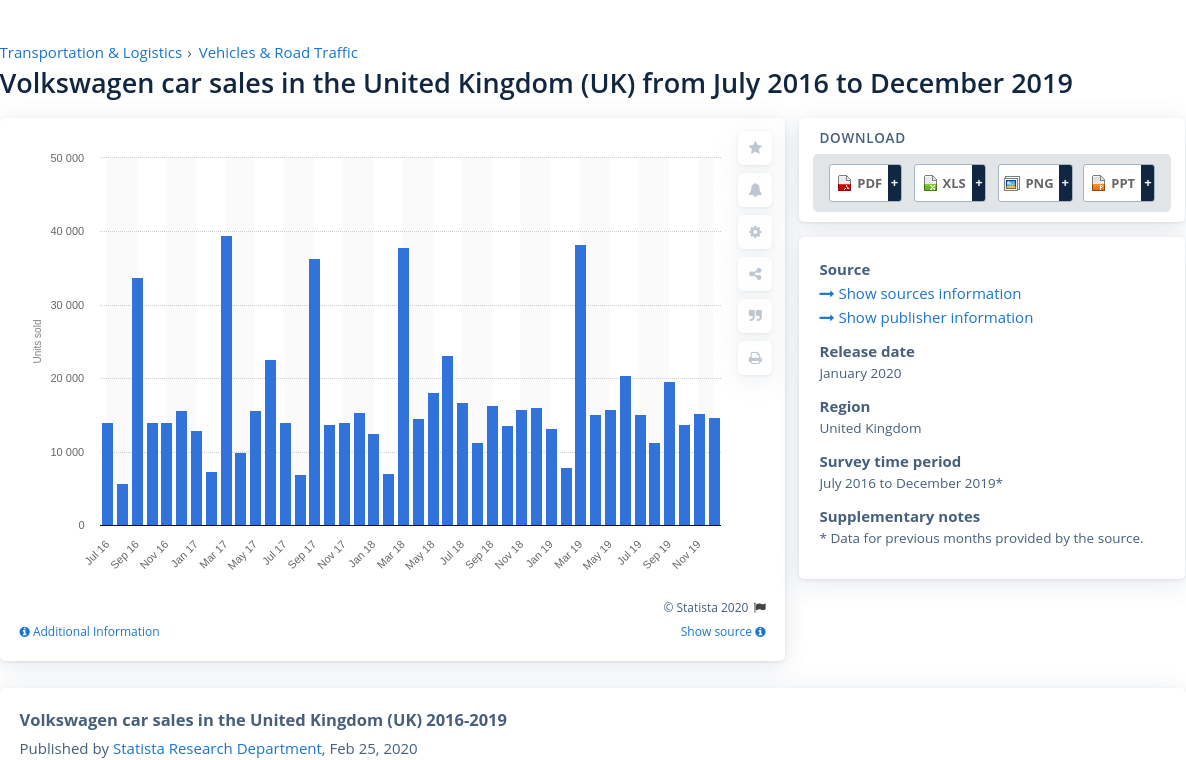 Transportation & Logistics › Vehicles & Road Traffic
Volkswagen car sales in the United Kingdom (UK) from July 2016 to December 2019
50 000
40 000
30 000
20 000
10 000
0
Units sold
Jul 16
Sep 16
Nov 16
Jan 17
Mar 17
May 17
Jul 17
Sep 17
Nov 17
Jan 18
Mar 18
May 18
Jul 18
Sep 18
Nov 18
Jan 19
Mar 19
May 19
Jul 19
Sep 19
Nov 19
© Statista 2020
Additional Information
Show source
DOWNLOAD
PDF + XLS + PNG + PPT +
Source
Show sources information
Show publisher information
Release date
January 2020
Region
United Kingdom
Survey time period
July 2016 to December 2019*
Supplementary notes
* Data for previous months provided by the source.
Volkswagen car sales in the United Kingdom (UK) 2016-2019
Published by Statista Research Department, Feb 25, 2020